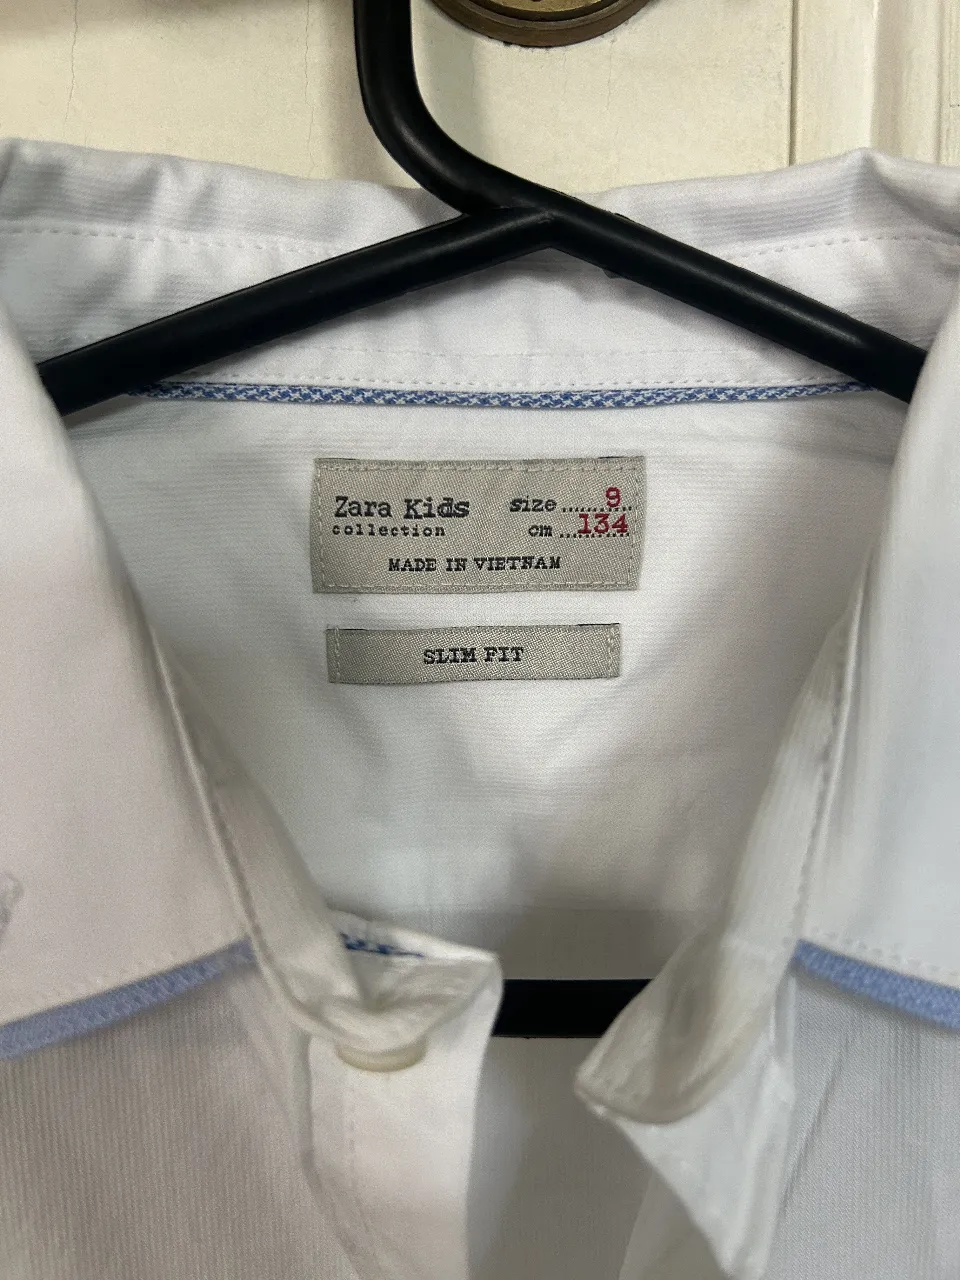 Zara Kids size ........ 9
collection cm ........ 134
MADE IN VIETNAM
SLIM FIT